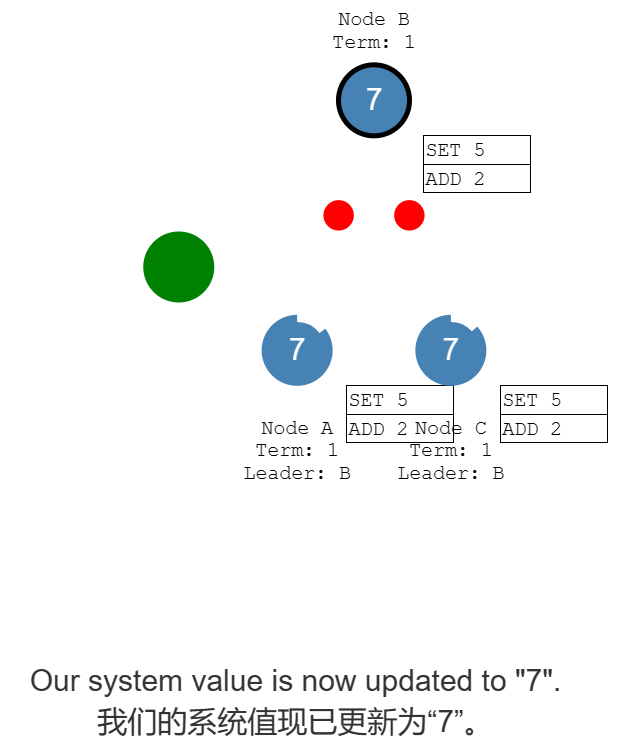 Node B
Term: 1
7
SET 5
ADD 2
7
7
SET 5
SET 5
Node A
ADD 2
Node C
ADD 2
Term: 1
Term: 1
Leader: B
Leader: B
Our system value is now updated to "7".
我们的系统值现已更新为“7”。